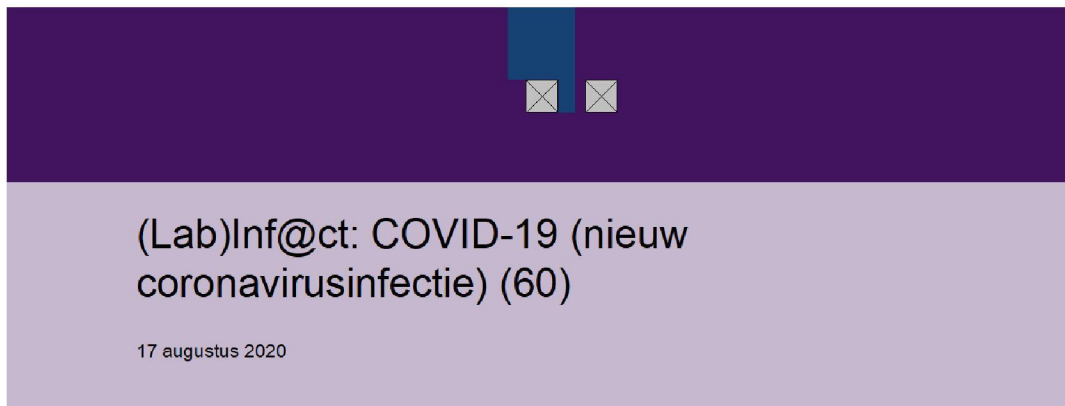 (Lab)Inf@ct: COVID-19 (nieuw
coronavirusinfectie) (60)
17 augustus 2020